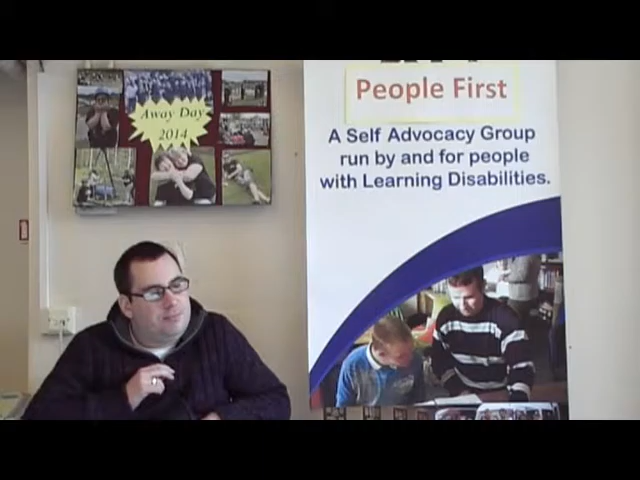 Away Day
2014
People First
A Self Advocacy Group
run by and for people
with Learning Disabilities.